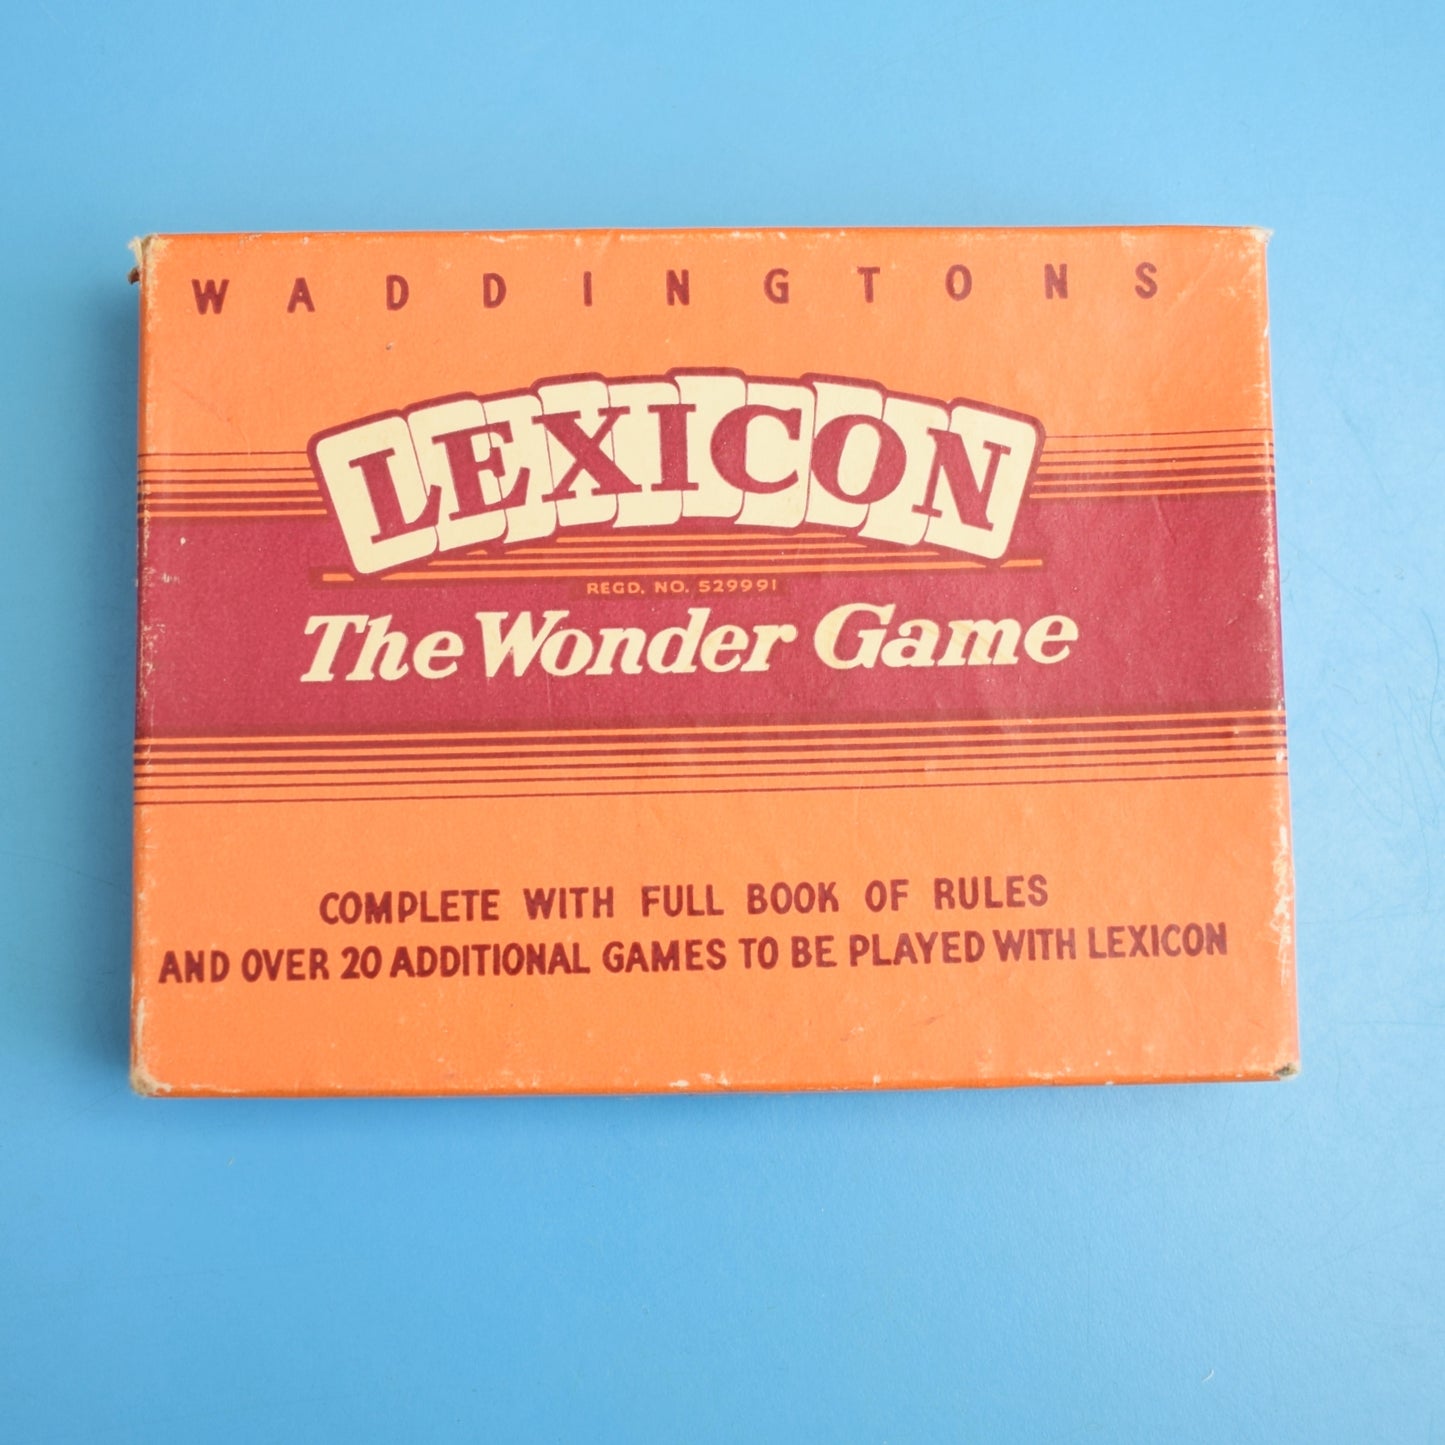 WADDINGTONS
LEXICON
REGD. NO. 529991
The Wonder Game
COMPLETE WITH FULL BOOK OF RULES
AND OVER 20 ADDITIONAL GAMES TO BE PLAYED WITH LEXICON